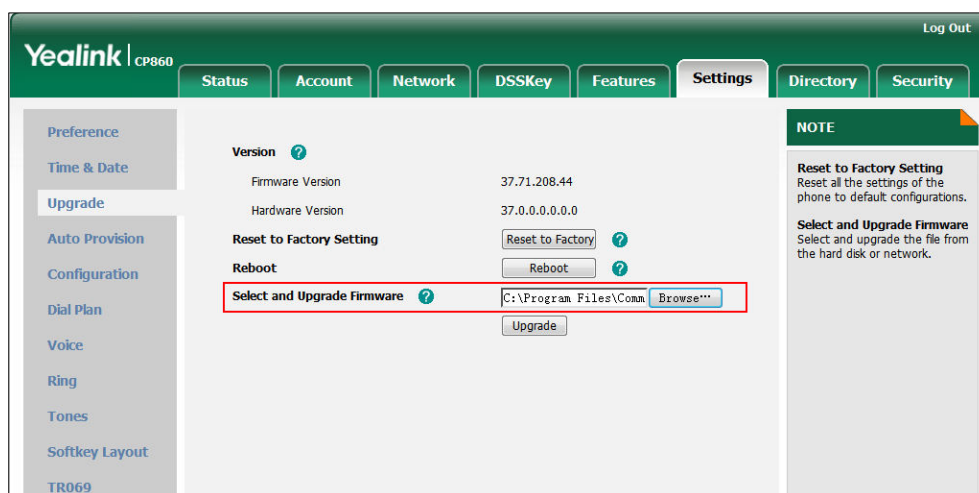 Log Out
Yealink | CP860
Status Account Network DSSKey Features Settings Directory Security
Preference
Time & Date
Upgrade
Auto Provision
Configuration
Dial Plan
Voice
Ring
Tones
Softkey Layout
TR069
Version ?
Firmware Version 37.71.208.44
Hardware Version 37.0.0.0.0.0.0
Reset to Factory Setting Reset to Factory ?
Reboot Reboot ?
Select and Upgrade Firmware ? C:\Program Files\Comm Browse...
Upgrade
NOTE
Reset to Factory Setting
Reset all the settings of the
phone to default configurations.
Select and Upgrade Firmware
Select and upgrade the file from
the hard disk or network.